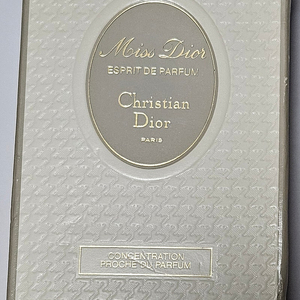 Miss Dior
ESPRIT DE PARFUM
Christian
Dior
PARIS
CONCENTRATION
PROCHE DU PARFUM